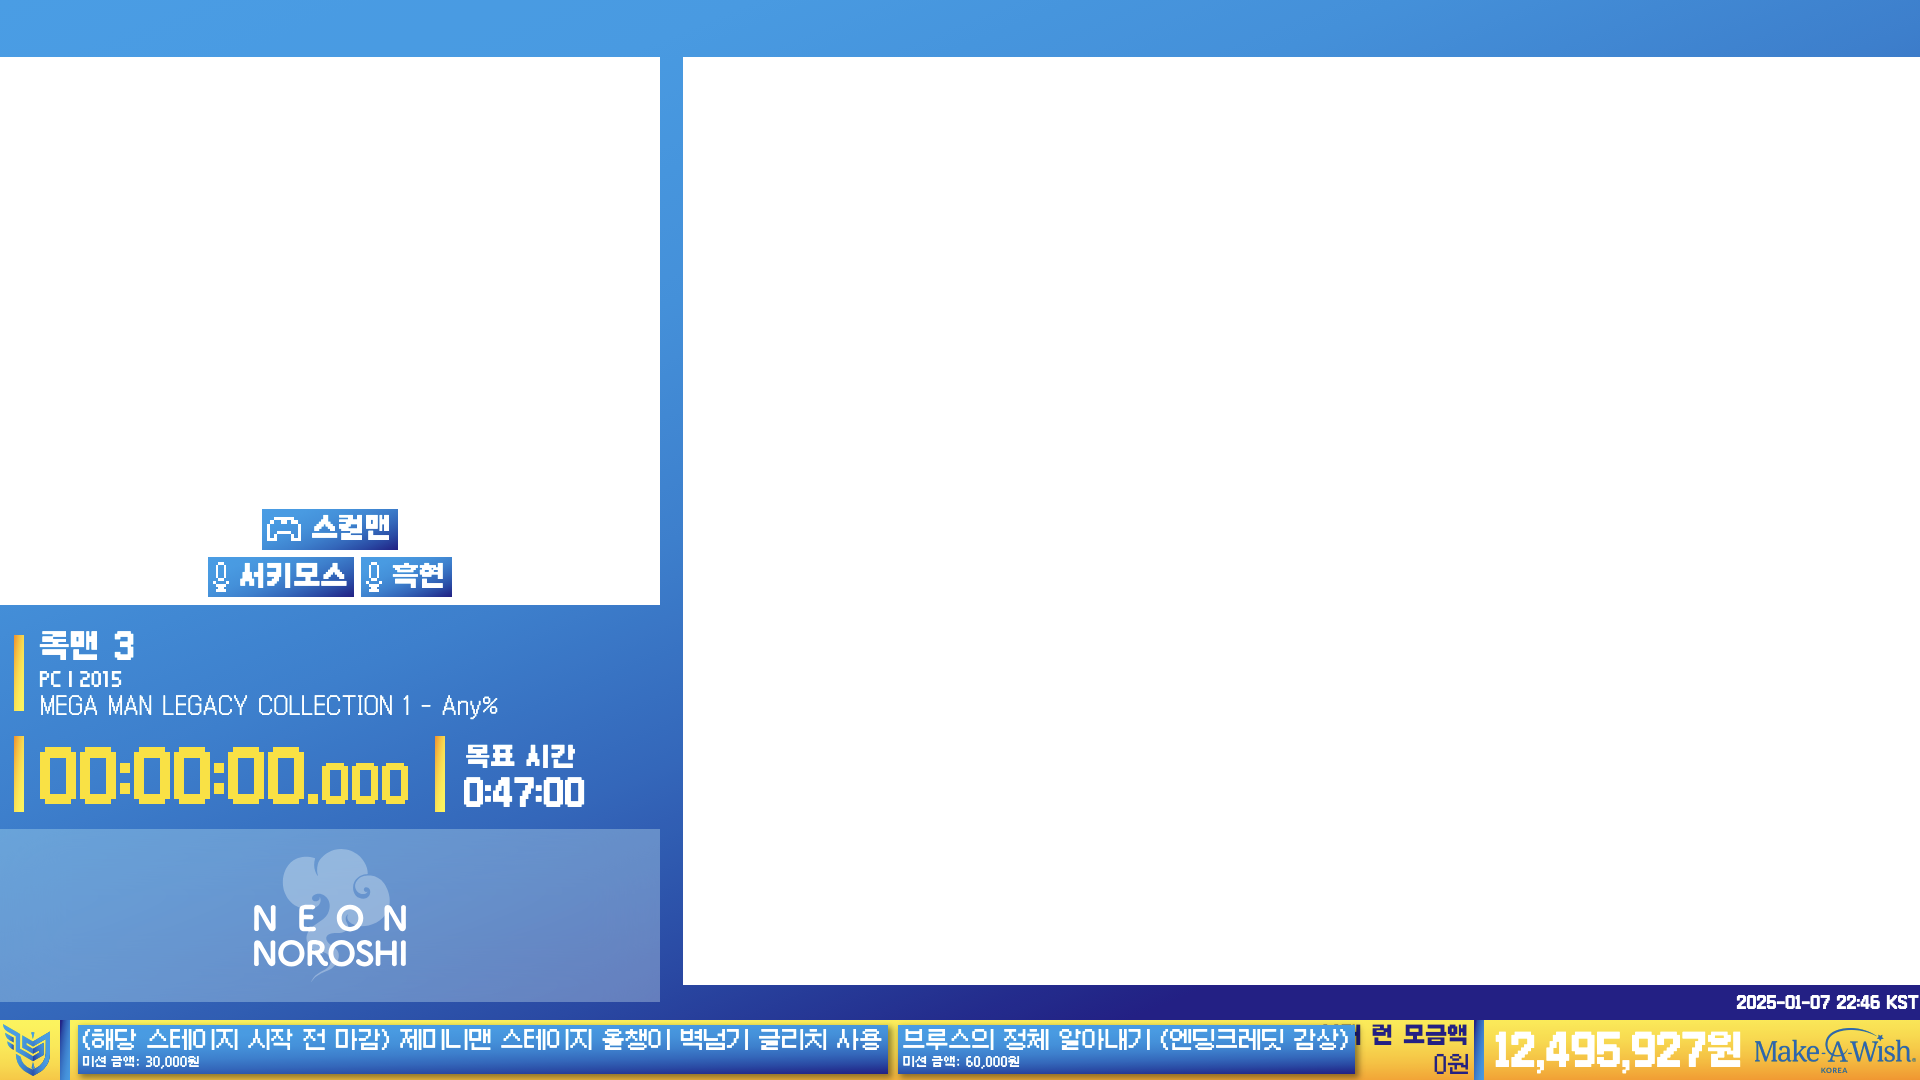 스컬맨
서키모스 흑현
록맨 3
PC | 2015
MEGA MAN LEGACY COLLECTION 1 - Any%
00:00:00.000
목표 시간
0:47:00
NEON
NOROSHI
2025-01-07 22:46 KST
(해당 스테이지 시작 전 마감) 제미니맨 스테이지 올챙이 벽넘기 글리치 사용
미션 금액: 30,000원
브루스의 정체 알아내기 (엔딩크레딧 감상)
미션 금액: 60,000원
런 모금액
0원
12,495,927원
Make-A-Wish.
KOREA